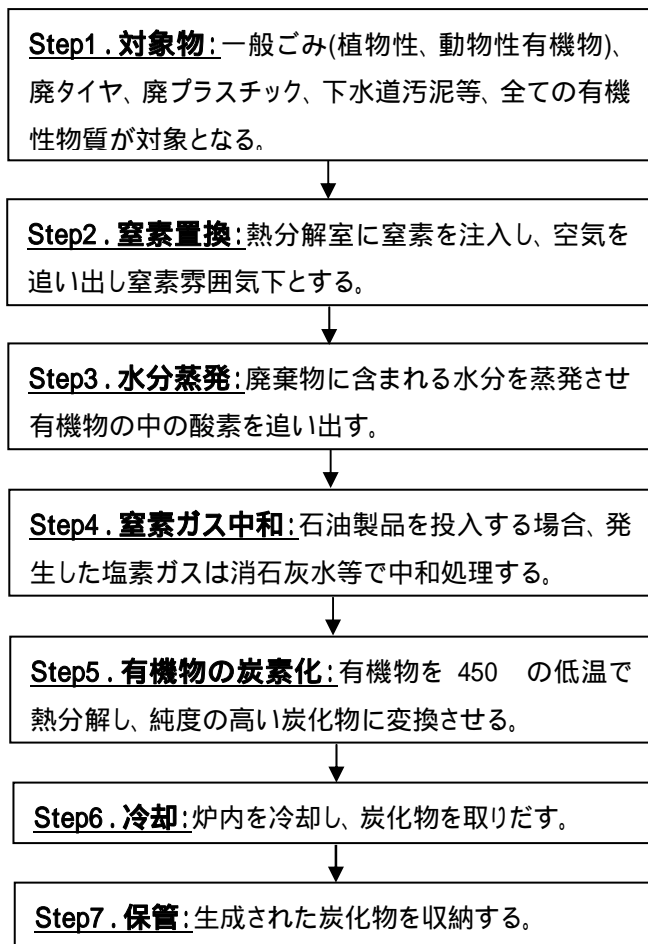 Step1．対象物：一般ごみ(植物性、動物性有機物)、
廃タイヤ、廃プラスチック、下水道汚泥等、全ての有機
性物質が対象となる。
Step2．窒素置換：熱分解室に窒素を注入し、空気を
追い出し窒素雰囲気下とする。
Step3．水分蒸発：廃棄物に含まれる水分を蒸発させ
有機物の中の酸素を追い出す。
Step4．窒素ガス中和：石油製品を投入する場合、発
生した塩素ガスは消石灰水等で中和処理する。
Step5．有機物の炭素化：有機物を 450　の低温で
熱分解し、純度の高い炭化物に変換させる。
Step6．冷却：炉内を冷却し、炭化物を取りだす。
Step7．保管：生成された炭化物を収納する。